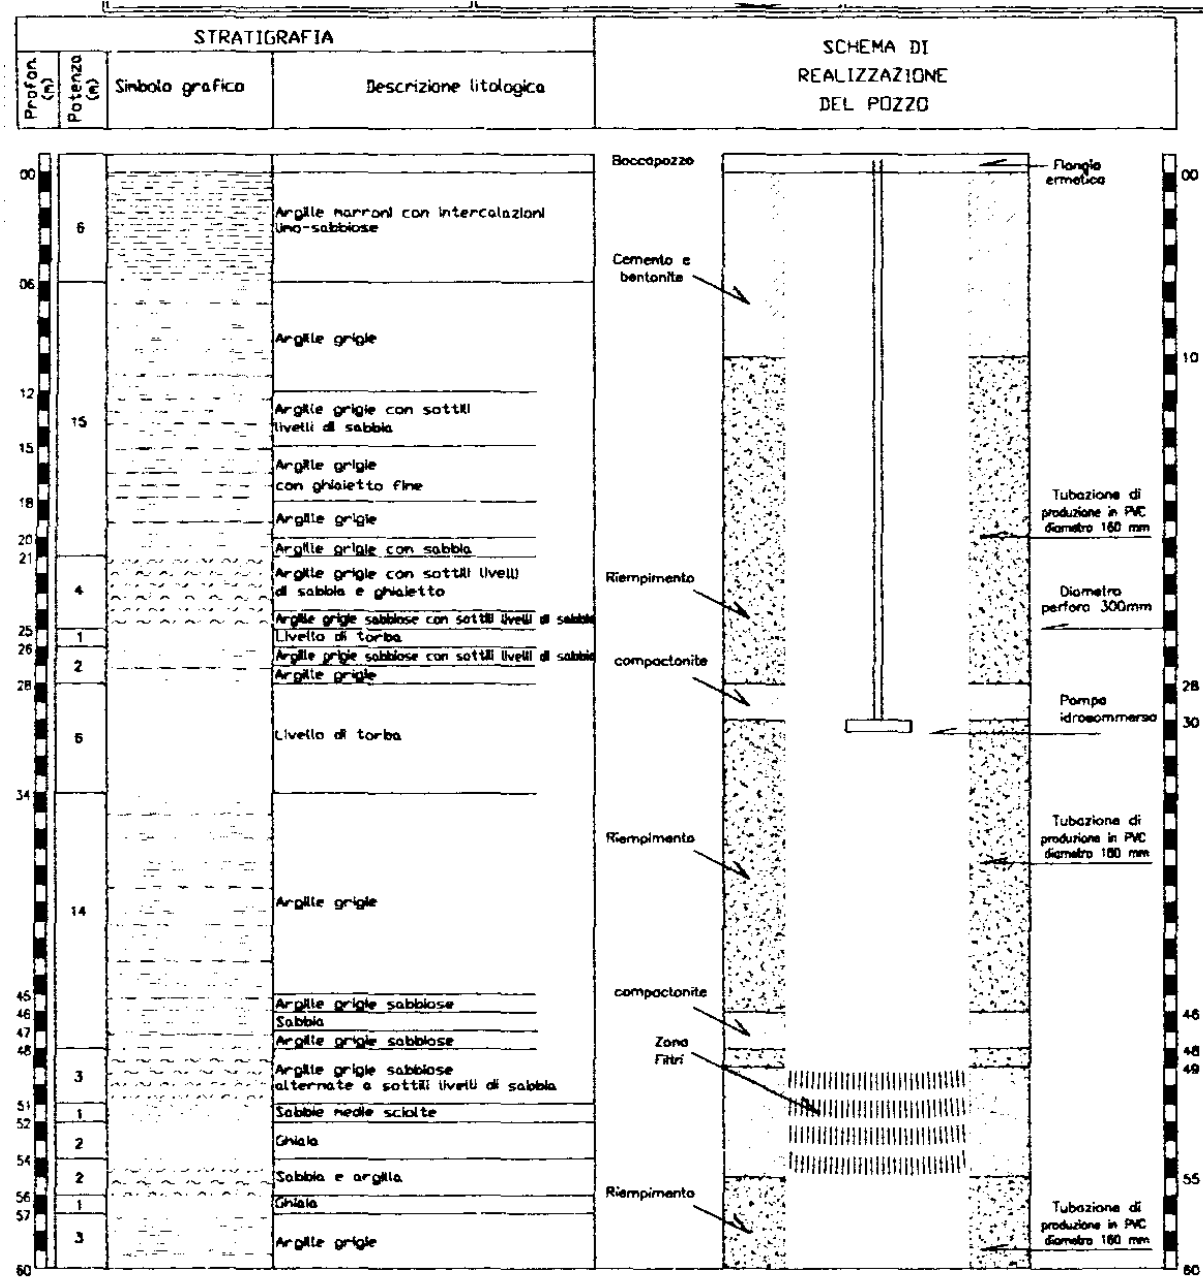 STRATIGRAFIA
Profon. (m)
Potenza (m)
Simbolo grafico
Descrizione litologica
SCHEMA DI
REALIZZAZIONE
DEL POZZO
00
6
Argille marroni con intercalazioni
limo-sabbiose
06
Argille grigie
12
15
Argille grigie con sottili
livelli di sabbia
15
Argille grigie
con ghiaietto fine
18
Argille grigie
20
Argille grigie con sabbia
21
4
Argille grigie con sottili livelli
di sabbia e ghiaietto
Argille grigie sabbiose con sottili livelli di sabbia
25
1
Livello di torba
26
2
Argille grigie sabbiose con sottili livelli di sabbia
Argille grigie
28
6
Livello di torba
34
14
Argille grigie
45
Argille grigie sabbiose
46
Sabbia
47
Argille grigie sabbiose
48
3
Argille grigie sabbiose
alternate a sottili livelli di sabbia
51
1
Sabbie medie sciolte
52
2
Ghiaia
54
2
Sabbia e argilla
56
1
Ghiaia
57
3
Argille grigie
60
Boccapozzo
Cemento e
bentonite
Riempimento
compactonite
Riempimento
compactonite
Zona
Filtri
Riempimento
Flangia
ermetica
Tubazione di
produzione in PVC
diametro 160 mm
Diametro
perforo 300mm
Pompa
idrosommersa
Tubazione di
produzione in PVC
diametro 160 mm
Tubazione di
produzione in PVC
diametro 160 mm
00
10
28
30
46
48
49
55
60